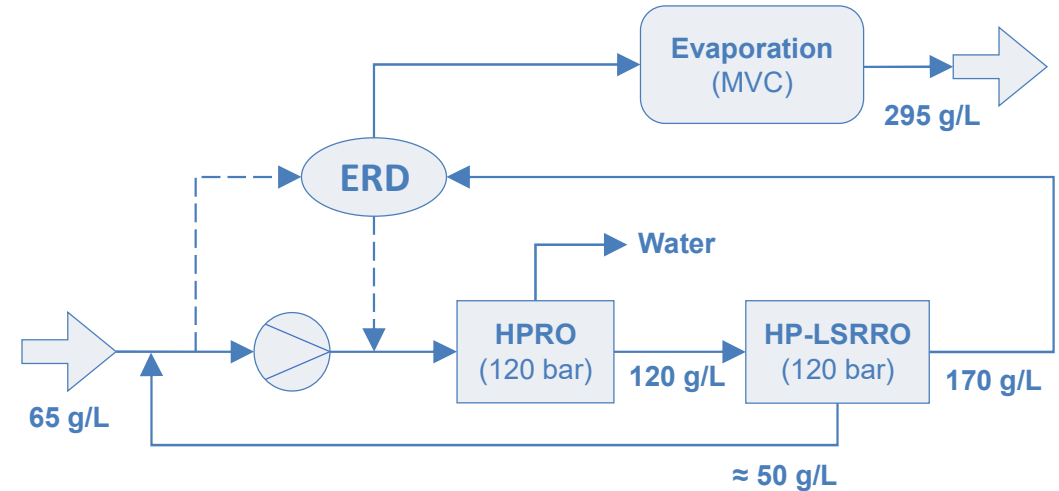 Evaporation
(MVC)
295 g/L
ERD
Water
HPRO
(120 bar)
120 g/L
HP-LSRRO
(120 bar)
170 g/L
65 g/L
≈ 50 g/L